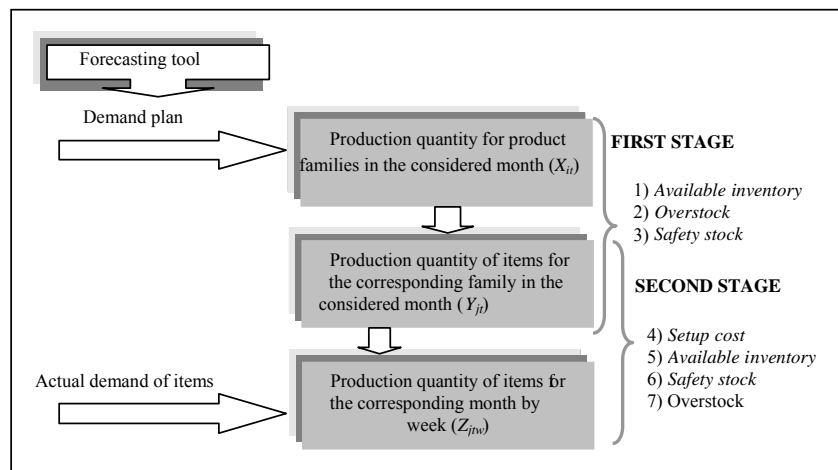 Forecasting tool
Demand plan
Production quantity for product
families in the considered month (Xit)
FIRST STAGE
1) Available inventory
2) Overstock
3) Safety stock
Production quantity of items for
the corresponding family in the
considered month (Yjt)
SECOND STAGE
4) Setup cost
5) Available inventory
6) Safety stock
7) Overstock
Actual demand of items
Production quantity of items for
the corresponding month by
week (Zjtw)